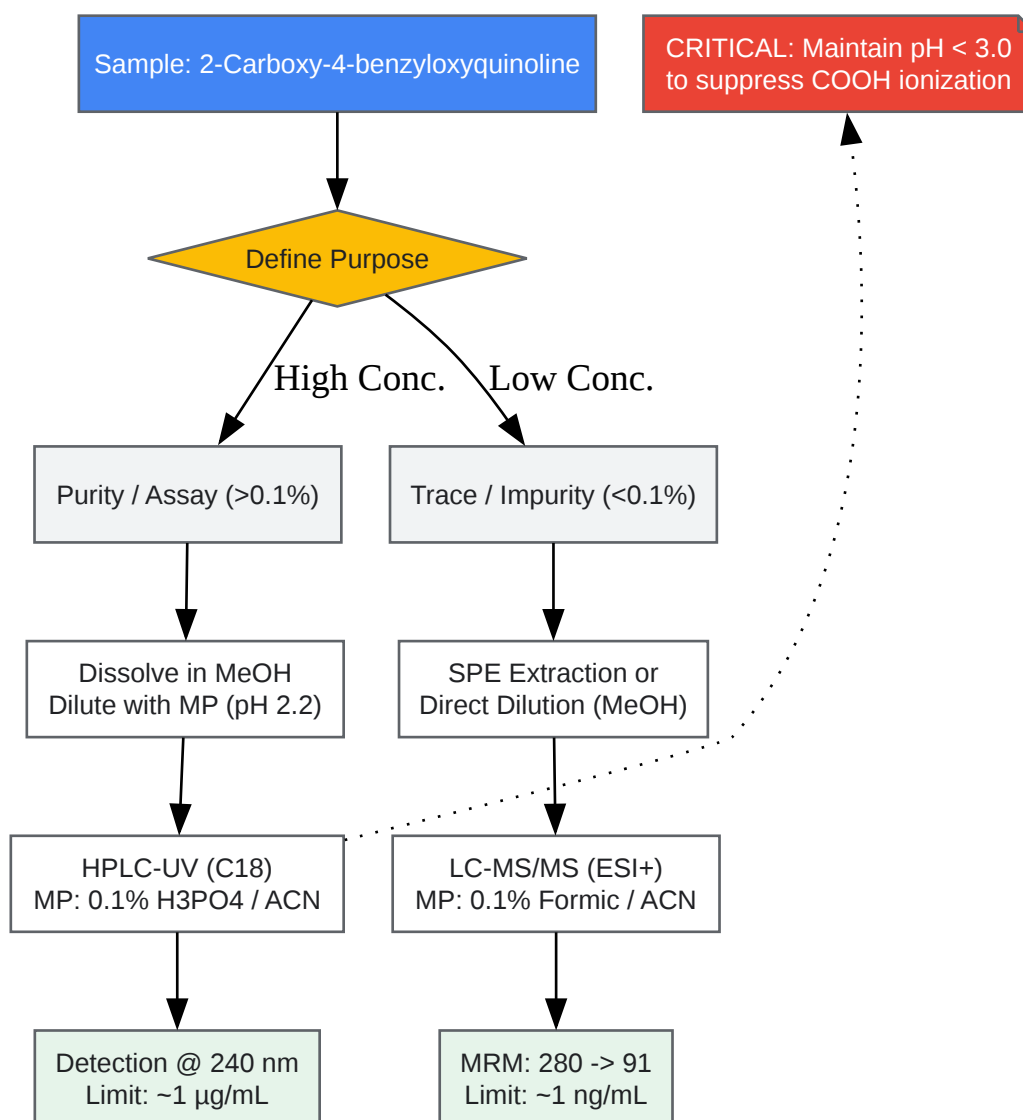 Sample: 2-Carboxy-4-benzyloxyquinoline
CRITICAL: Maintain pH < 3.0
to suppress COOH ionization
Define Purpose
High Conc.
Low Conc.
Purity / Assay (>0.1%)
Trace / Impurity (<0.1%)
Dissolve in MeOH
Dilute with MP (pH 2.2)
SPE Extraction or
Direct Dilution (MeOH)
HPLC-UV (C18)
MP: 0.1% H3PO4 / ACN
LC-MS/MS (ESI+)
MP: 0.1% Formic / ACN
Detection @ 240 nm
Limit: ~1 µg/mL
MRM: 280 -> 91
Limit: ~1 ng/mL